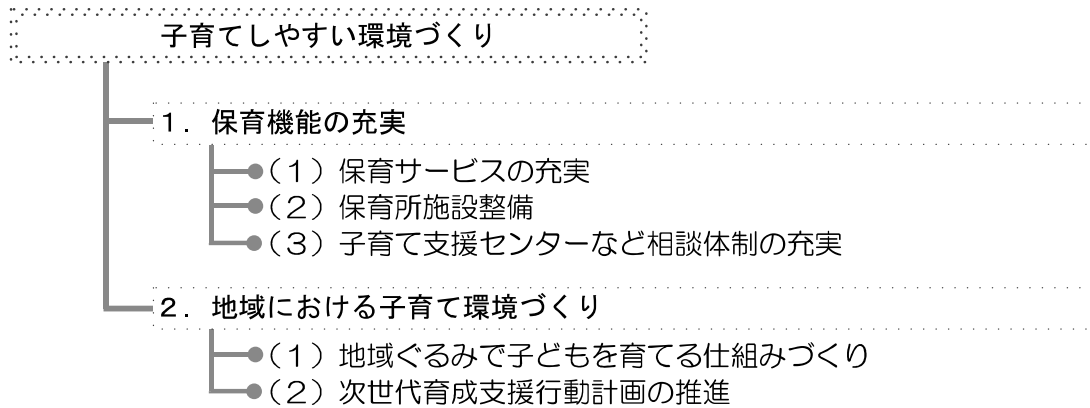 子育てしやすい環境づくり
１．保育機能の充実
（１）保育サービスの充実
（２）保育所施設整備
（３）子育て支援センターなど相談体制の充実
２．地域における子育て環境づくり
（１）地域ぐるみで子どもを育てる仕組みづくり
（２）次世代育成支援行動計画の推進